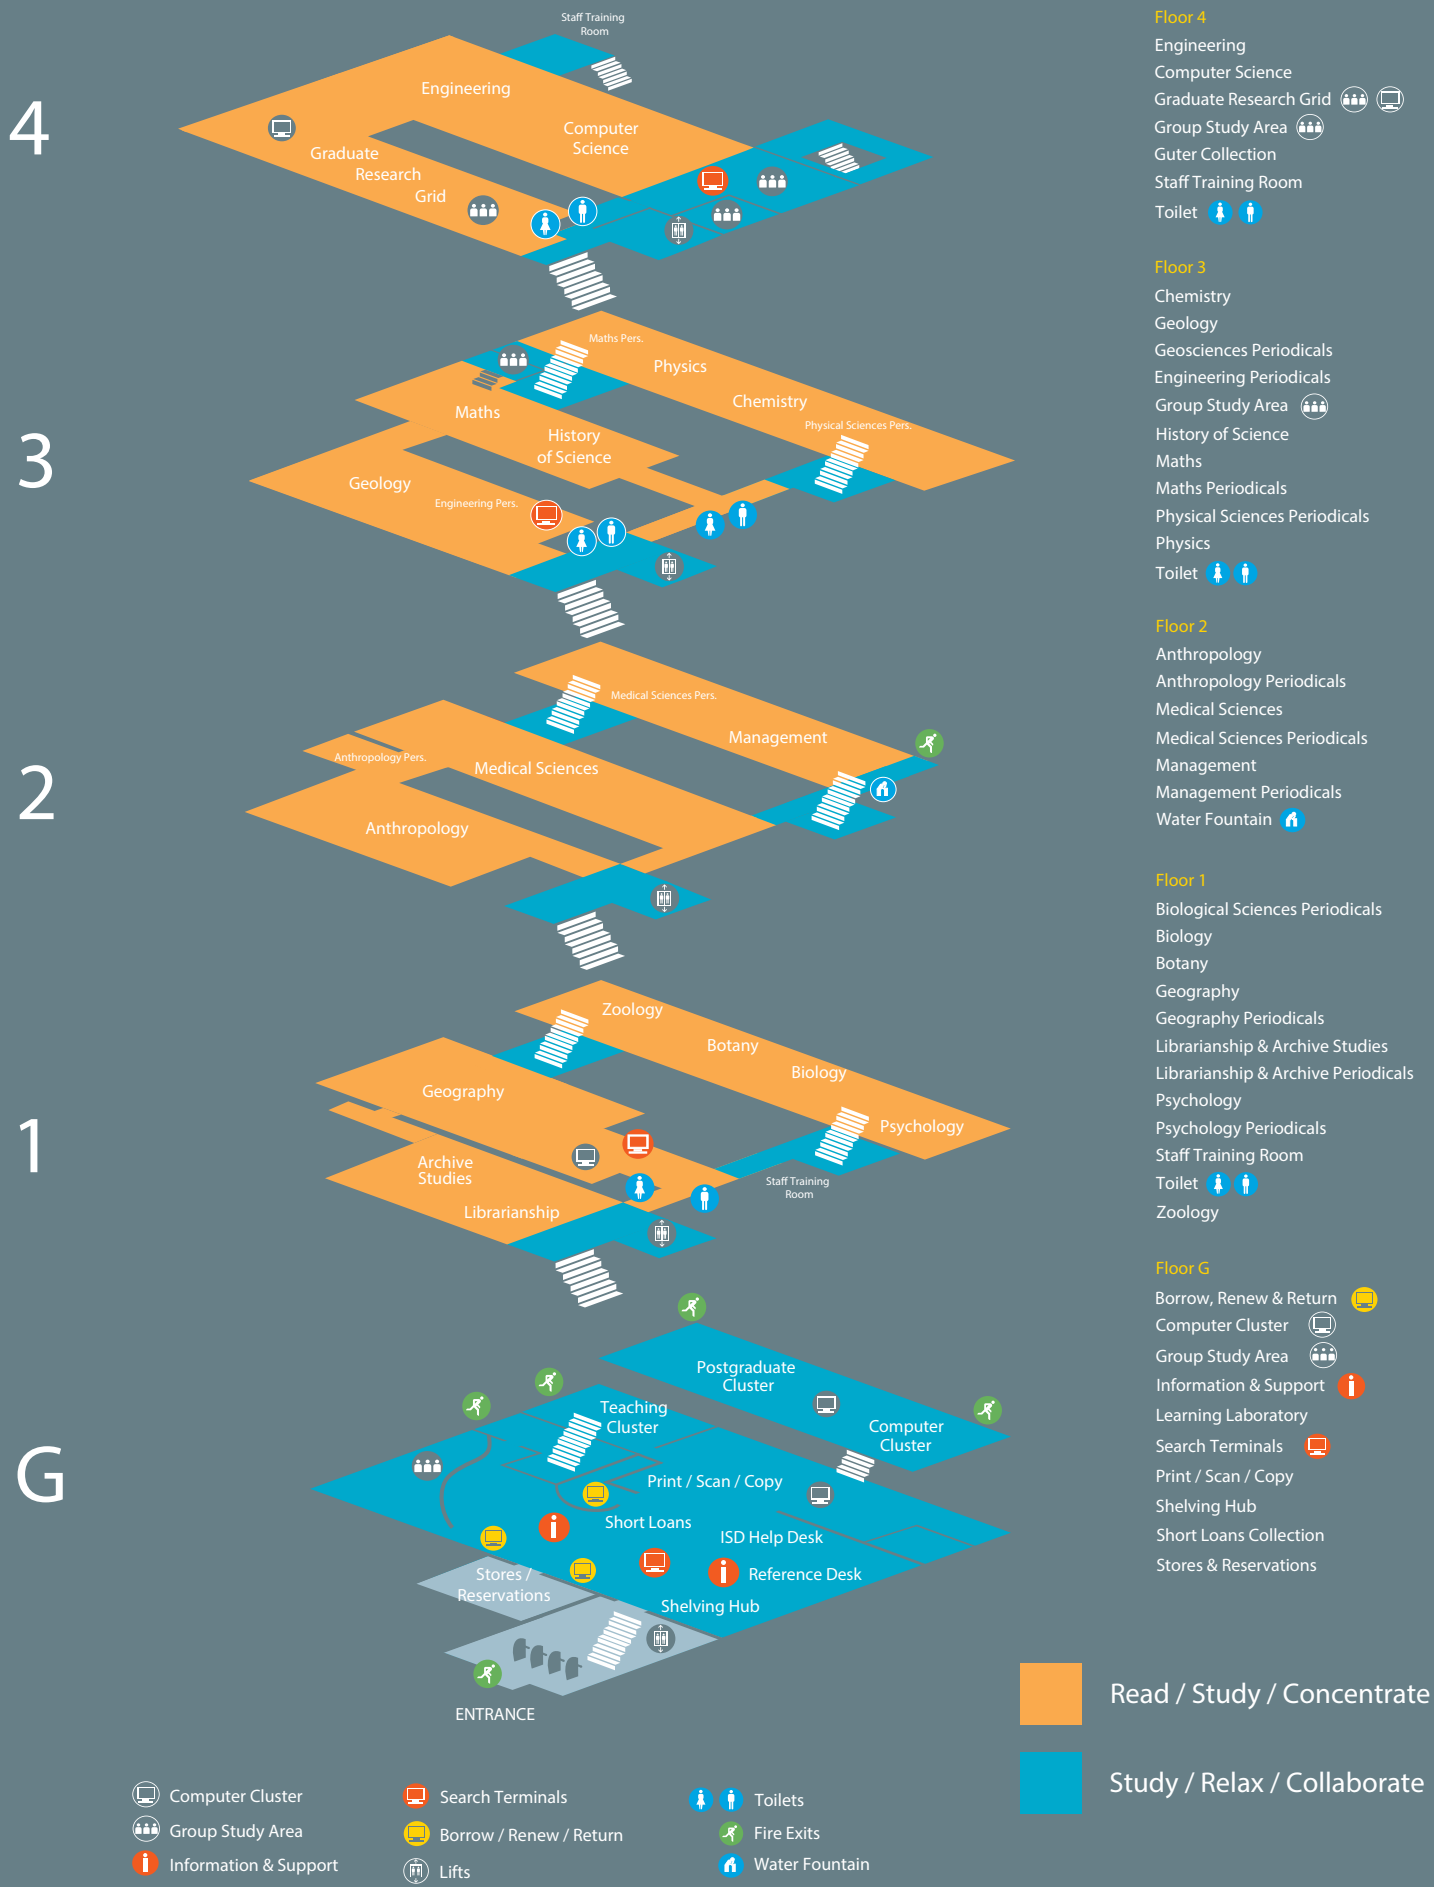 4
Staff Training
Room
Engineering
Computer
Science
Graduate
Research
Grid
3
Maths Pers.
Physics
Chemistry
Physical Sciences Pers.
Maths
History
of Science
Geology
Engineering Pers.
2
Medical Sciences Pers.
Management
Anthropology Pers.
Medical Sciences
Anthropology
1
Zoology
Botany
Biology
Psychology
Geography
Archive
Studies
Librarianship
Staff Training
Room
G
Postgraduate
Cluster
Teaching
Cluster
Computer
Cluster
Print / Scan / Copy
Short Loans
ISD Help Desk
Reference Desk
Stores /
Reservations
Shelving Hub
ENTRANCE
Floor 4
Engineering
Computer Science
Graduate Research Grid
Group Study Area
Guter Collection
Staff Training Room
Toilet
Floor 3
Chemistry
Geology
Geosciences Periodicals
Engineering Periodicals
Group Study Area
History of Science
Maths
Maths Periodicals
Physical Sciences Periodicals
Physics
Toilet
Floor 2
Anthropology
Anthropology Periodicals
Medical Sciences
Medical Sciences Periodicals
Management
Management Periodicals
Water Fountain
Floor 1
Biological Sciences Periodicals
Biology
Botany
Geography
Geography Periodicals
Librarianship & Archive Studies
Librarianship & Archive Periodicals
Psychology
Psychology Periodicals
Staff Training Room
Toilet
Zoology
Floor G
Borrow, Renew & Return
Computer Cluster
Group Study Area
Information & Support
Learning Laboratory
Search Terminals
Print / Scan / Copy
Shelving Hub
Short Loans Collection
Stores & Reservations
Read / Study / Concentrate
Study / Relax / Collaborate
Computer Cluster
Group Study Area
Information & Support
Search Terminals
Borrow / Renew / Return
Lifts
Toilets
Fire Exits
Water Fountain